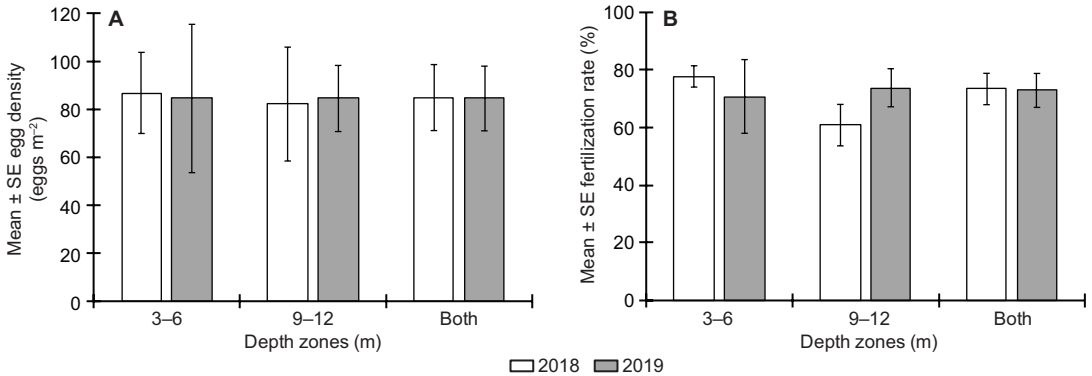 A
Mean ± SE egg density
(eggs m⁻²)
120
100
80
60
40
20
0
3–6
9–12
Both
Depth zones (m)
B
Mean ± SE fertilization rate (%)
100
80
60
40
20
0
3–6
9–12
Both
Depth zones (m)
2018
2019